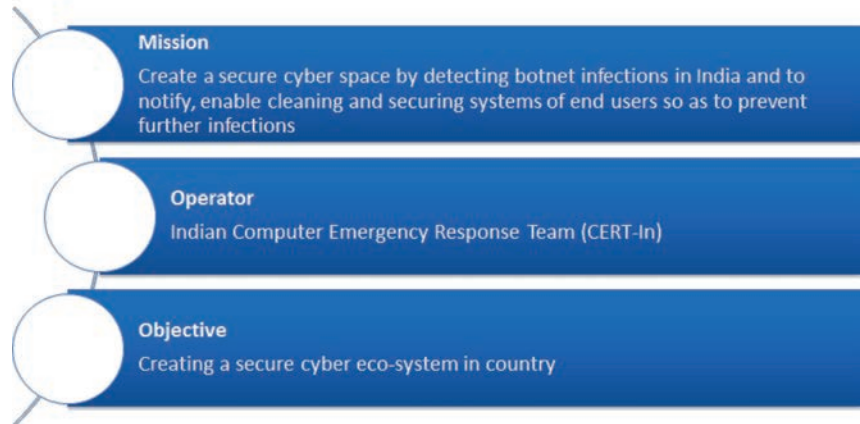 Mission
Create a secure cyber space by detecting botnet infections in India and to
notify, enable cleaning and securing systems of end users so as to prevent
further infections
Operator
Indian Computer Emergency Response Team (CERT-In)
Objective
Creating a secure cyber eco-system in country